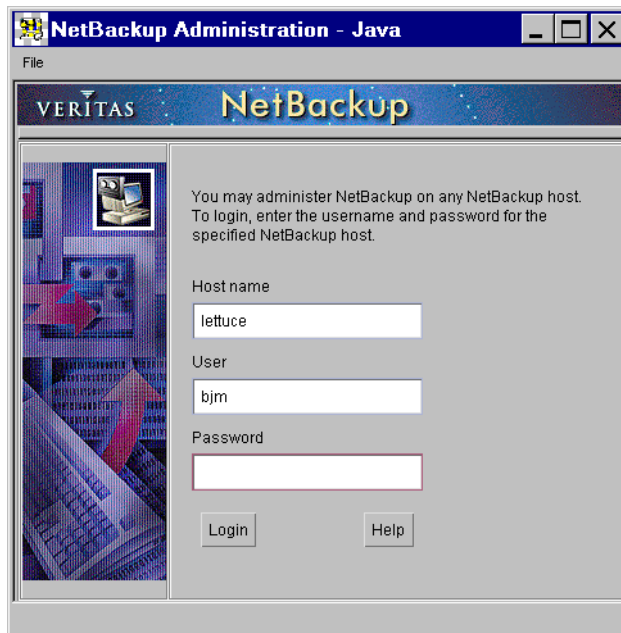 NetBackup Administration - Java
File
VERITAS NetBackup
You may administer NetBackup on any NetBackup host.
To login, enter the username and password for the
specified NetBackup host.
Host name
lettuce
User
bjm
Password
Login Help